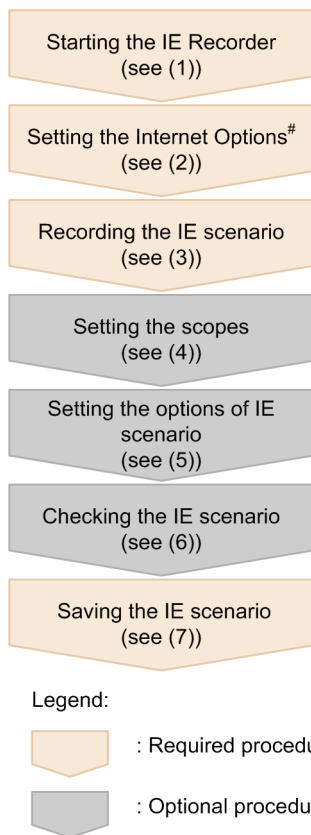 Starting the IE Recorder
(see (1))
Setting the Internet Options#
(see (2))
Recording the IE scenario
(see (3))
Setting the scopes
(see (4))
Setting the options of IE
scenario
(see (5))
Checking the IE scenario
(see (6))
Saving the IE scenario
(see (7))
Legend:
: Required procedu
: Optional procedu